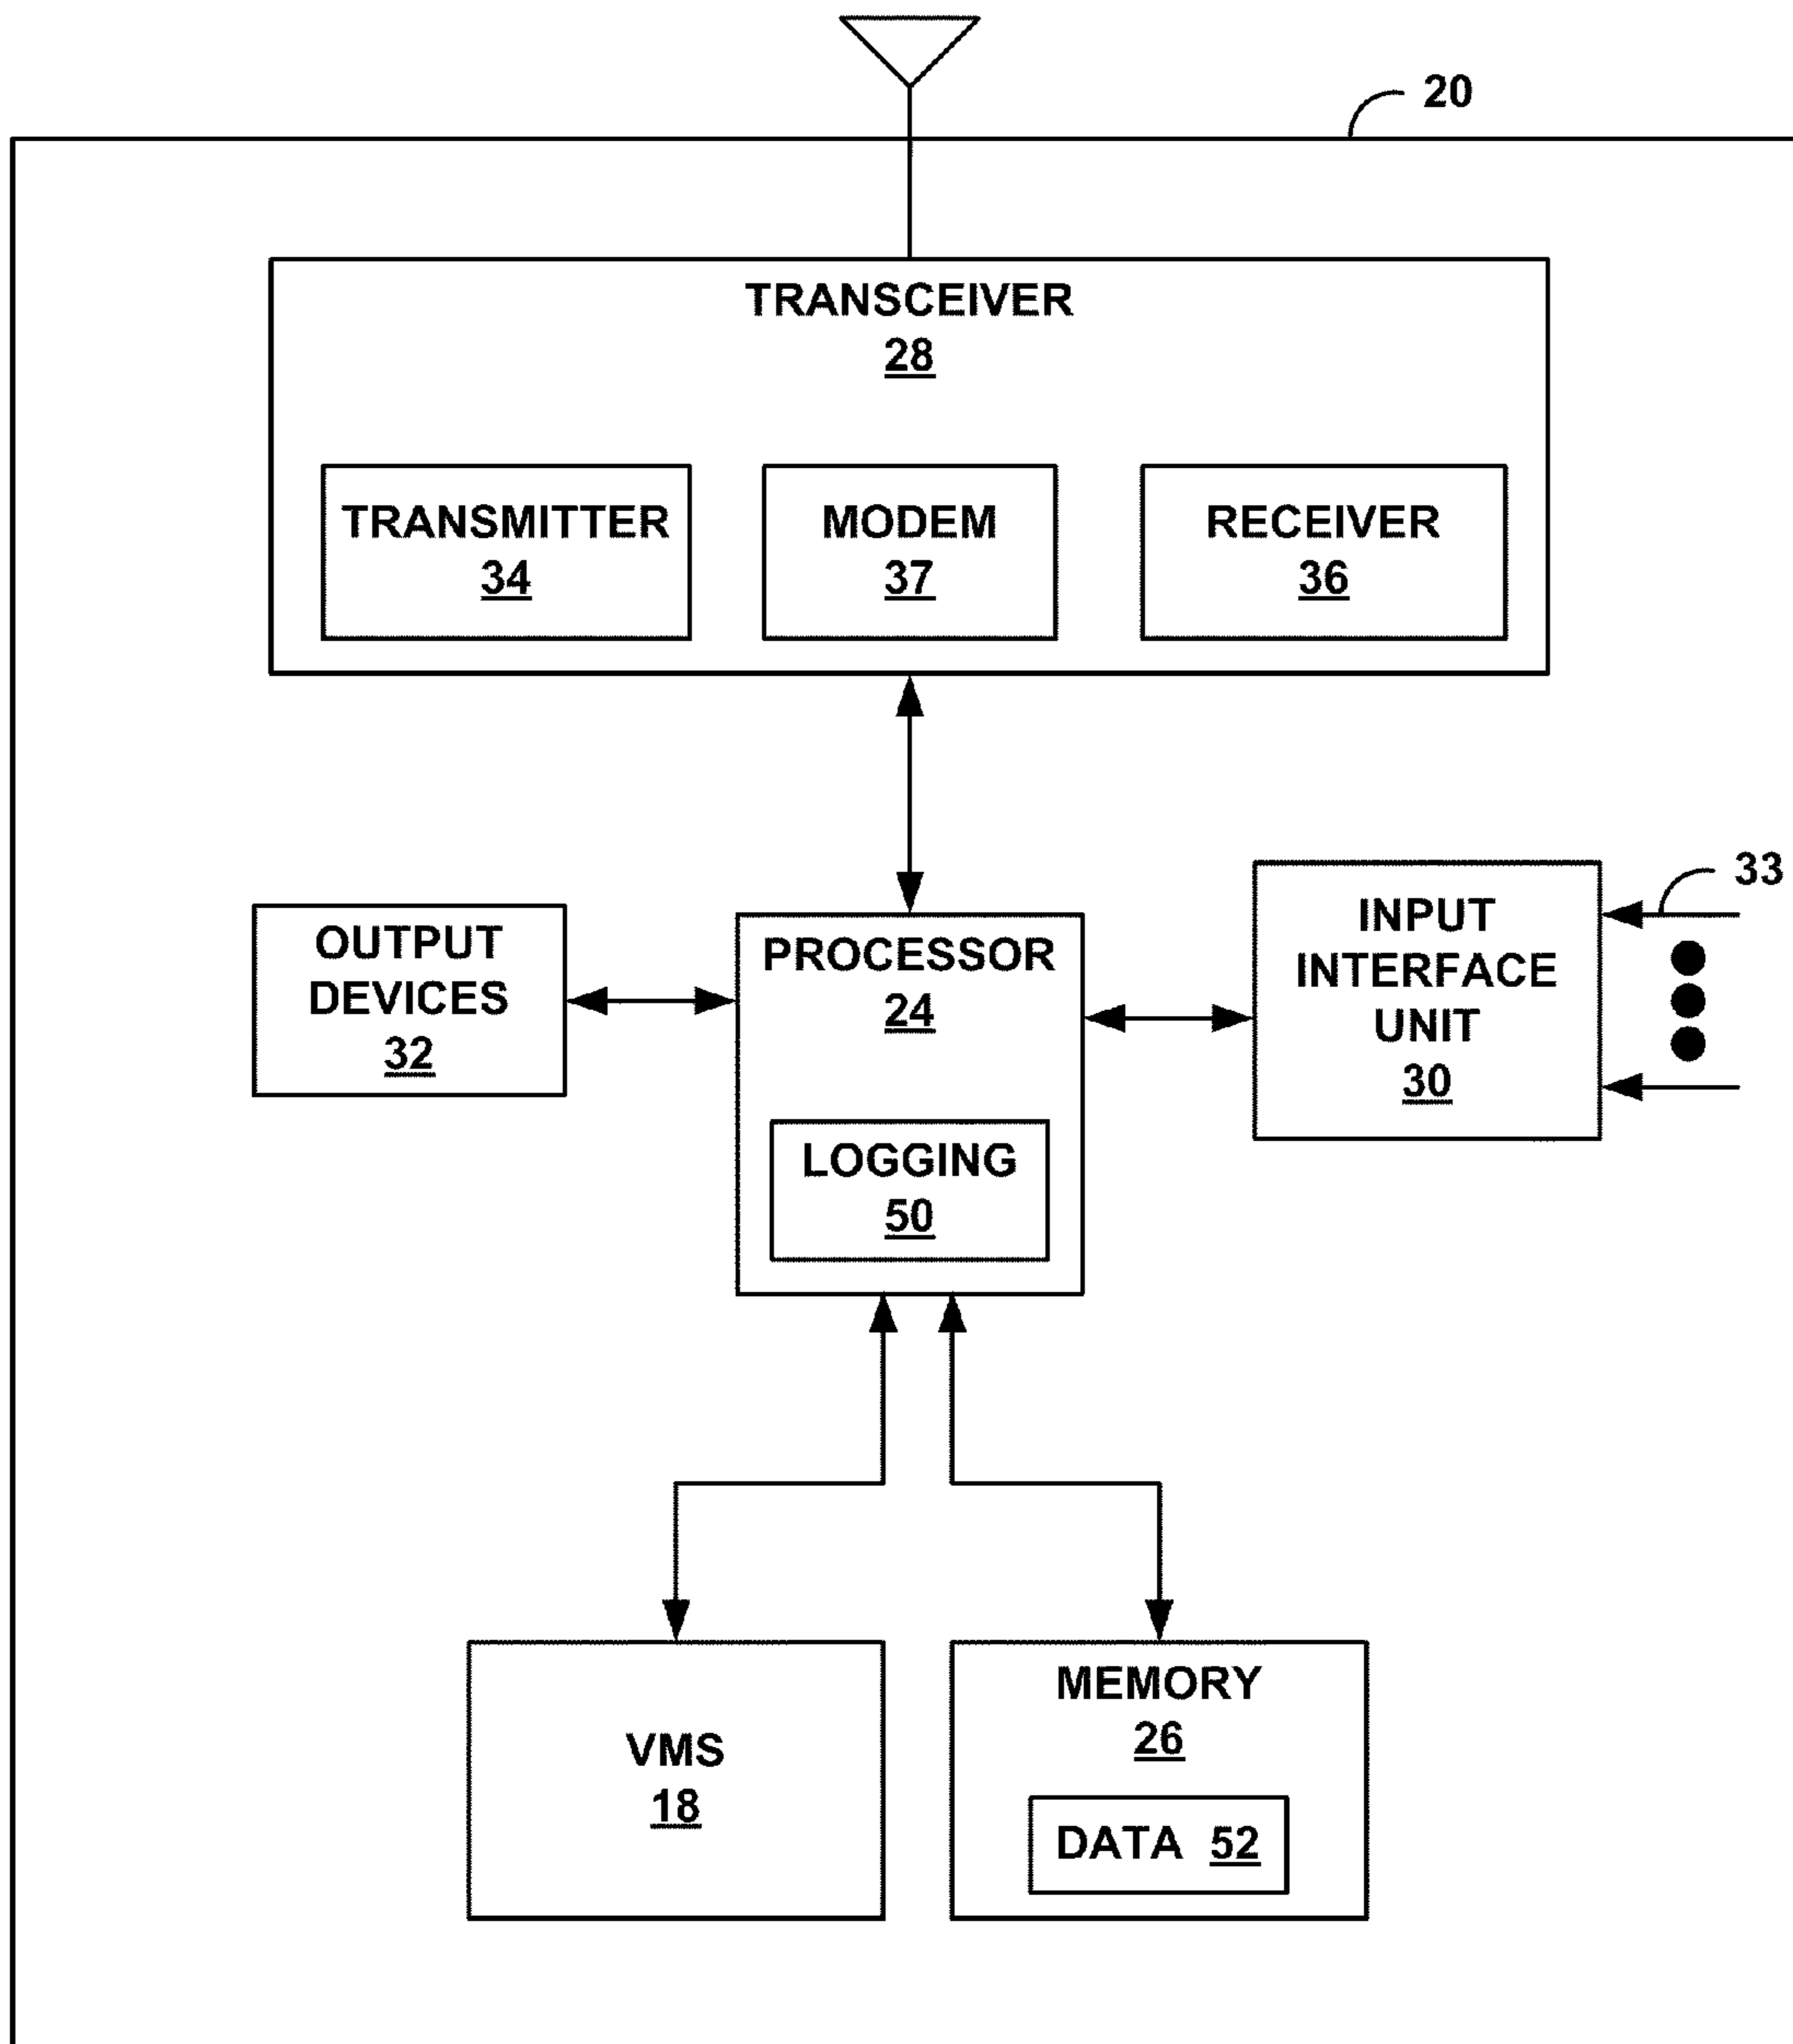 20
TRANSCEIVER
28
TRANSMITTER
34
MODEM
37
RECEIVER
36
OUTPUT
DEVICES
32
PROCESSOR
24
LOGGING
50
INPUT
INTERFACE
UNIT
30
33
VMS
18
MEMORY
26
DATA 52